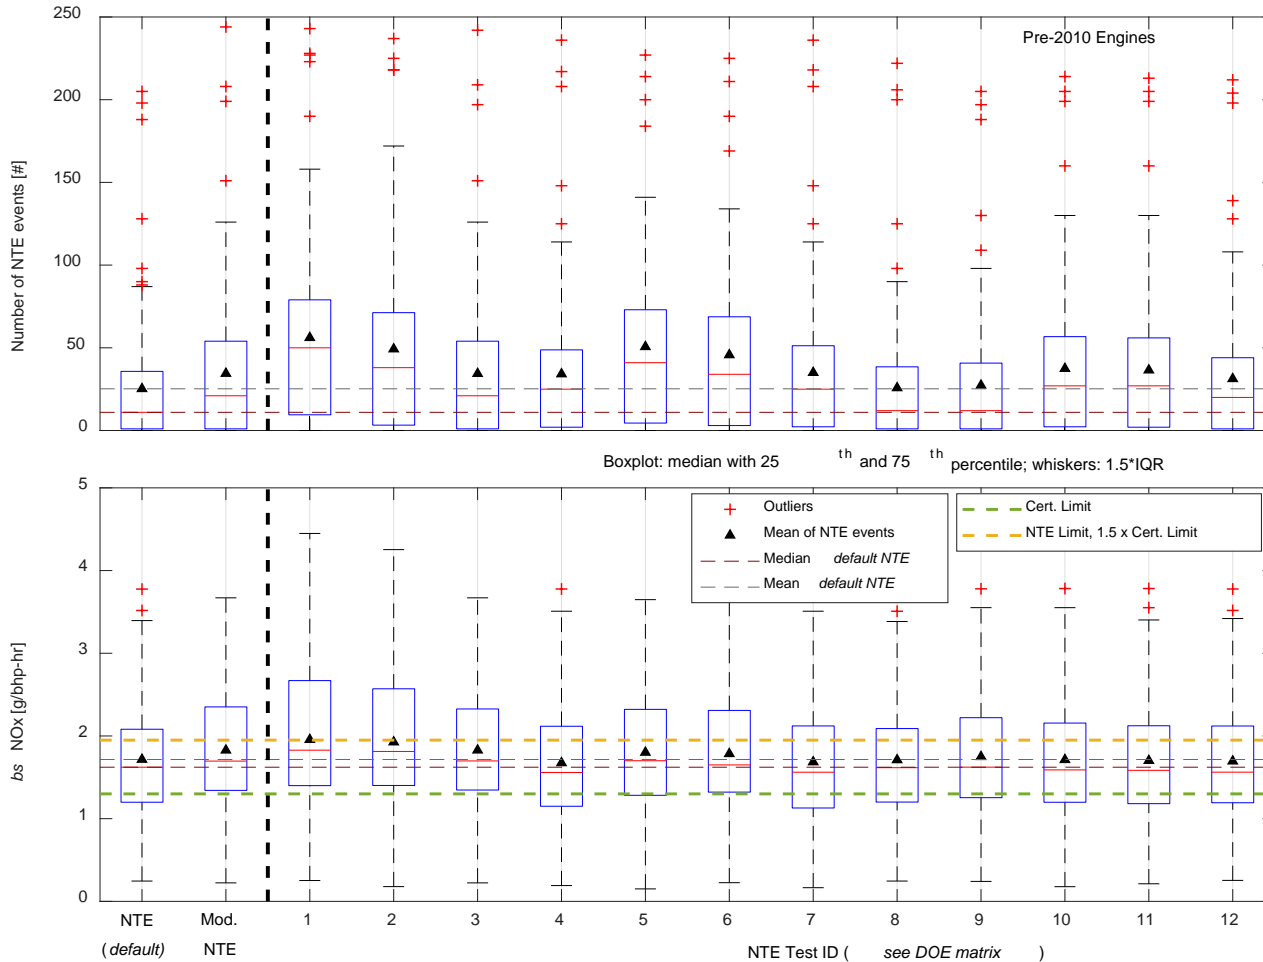 250
200
150
100
50
0
Number of NTE events [#]
Pre-2010 Engines
Boxplot: median with 25 th and 75 th percentile; whiskers: 1.5*IQR
5
4
3
2
1
0
bs NOx [g/bhp-hr]
Outliers
Mean of NTE events
Median default NTE
Mean default NTE
Cert. Limit
NTE Limit, 1.5 x Cert. Limit
NTE Mod. 1 2 3 4 5 6 7 8 9 10 11 12
(default) NTE
NTE Test ID ( see DOE matrix )